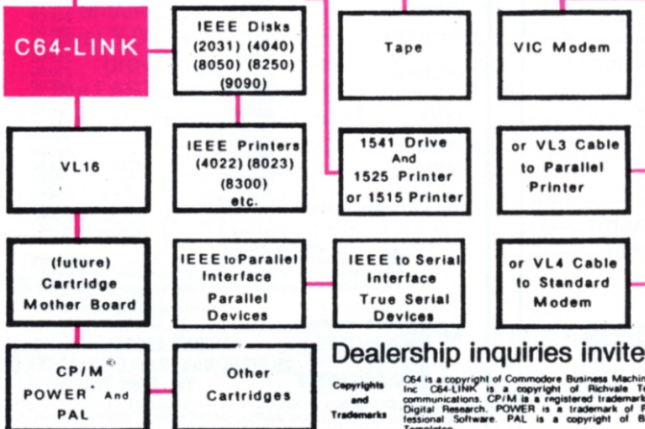 C64-LINK
IEEE Disks
(2031) (4040)
(8050) (8250)
(9090)
Tape
VIC Modem
VL16
IEEE Printers
(4022) (8023)
(8300)
etc.
1541 Drive
And
1525 Printer
or 1515 Printer
or VL3 Cable
to Parallel
Printer
(future)
Cartridge
Mother Board
IEEE to Parallel
Interface
Parallel
Devices
IEEE to Serial
Interface
True Serial
Devices
or VL4 Cable
to Standard
Modem
CP/M
POWER* And
PAL
Other
Cartridges
Dealership inquiries invite
Copyrights
and
Trademarks
C64 is a copyright of Commodore Business Machin
Inc C64-LINK is a copyright of Richvale T
communications. CP/M is a registered trademark
Digital Research. POWER is a trademark of P
fessional Software. PAL is a copyright of B